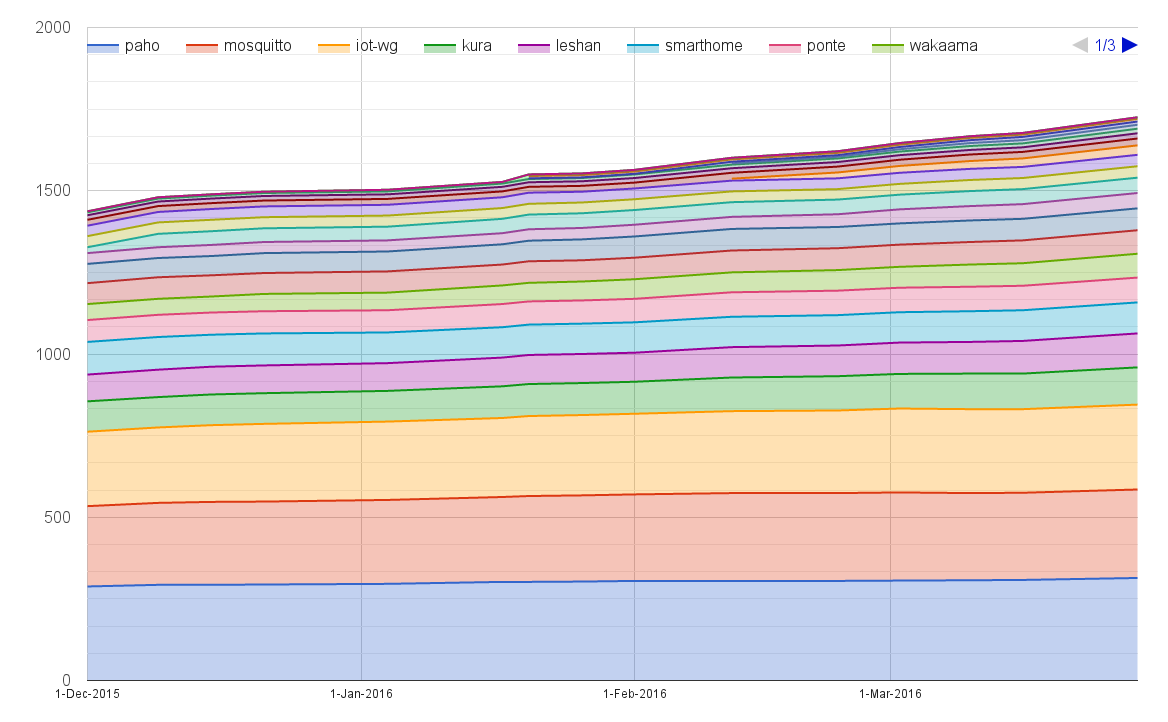 2000
paho mosquitto iot-wg kura leshan smarthome ponte wakaama 1/3
1500
1000
500
0
1-Dec-2015 1-Jan-2016 1-Feb-2016 1-Mar-2016